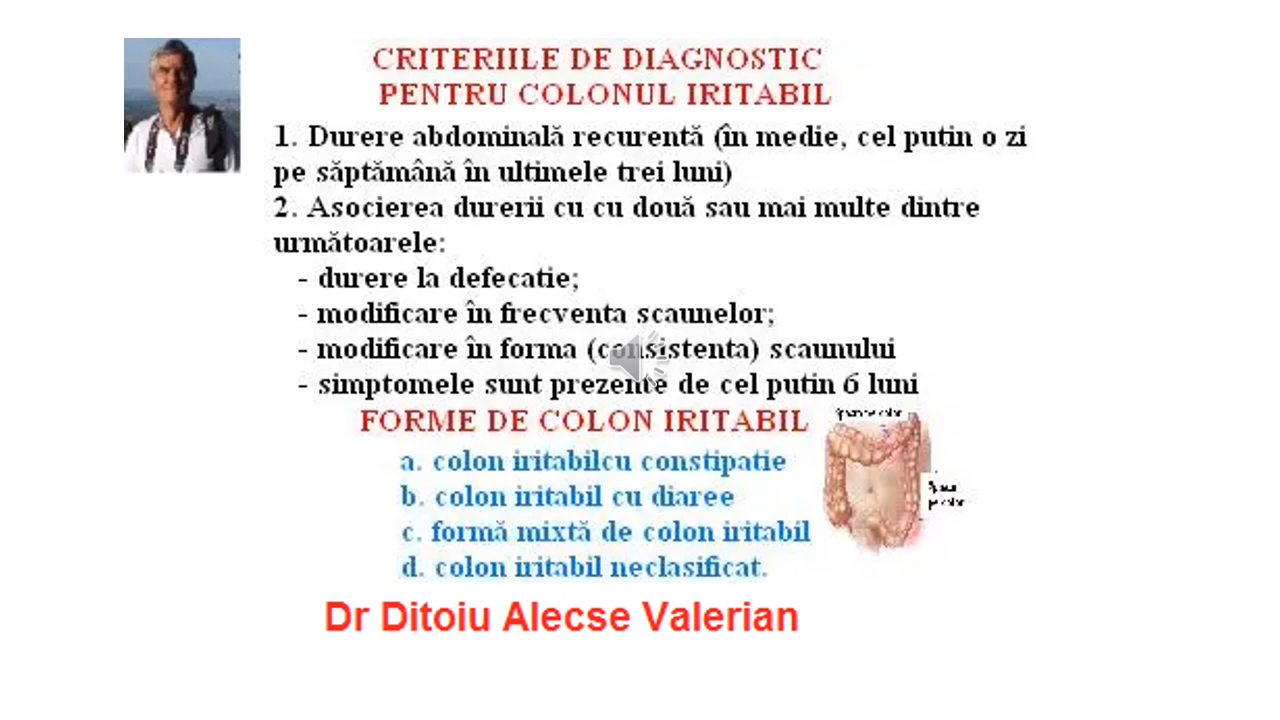 CRITERIILE DE DIAGNOSTIC
PENTRU COLONUL IRITABIL
1. Durere abdominală recurentă (în medie, cel putin o zi
pe săptămână în ultimele trei luni)
2. Asocierea durerii cu cu două sau mai multe dintre
următoarele:
- durere la defecatie;
- modificare în frecventa scaunelor;
- modificare în forma (consistenta) scaunului
- simptomele sunt prezente de cel putin 6 luni
FORME DE COLON IRITABIL
a. colon iritabilcu constipatie
b. colon iritabil cu diaree
c. formă mixtă de colon iritabil
d. colon iritabil neclasificat.
Dr Ditoiu Alecse Valerian